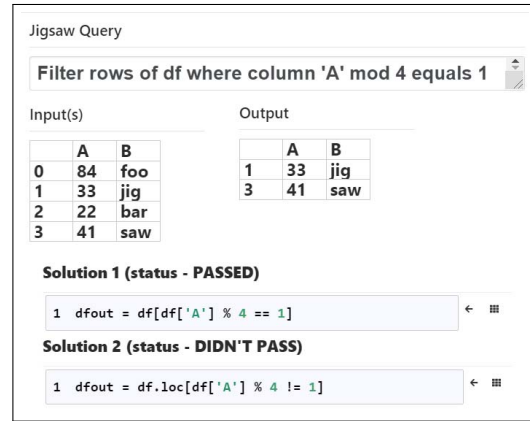 Jigsaw Query
Filter rows of df where column 'A' mod 4 equals 1
Input(s)
A B
0 84 foo
1 33 jig
2 22 bar
3 41 saw
Output
A B
1 33 jig
3 41 saw
Solution 1 (status - PASSED)
1 dfout = df[df['A'] % 4 == 1]
Solution 2 (status - DIDN'T PASS)
1 dfout = df.loc[df['A'] % 4 != 1]